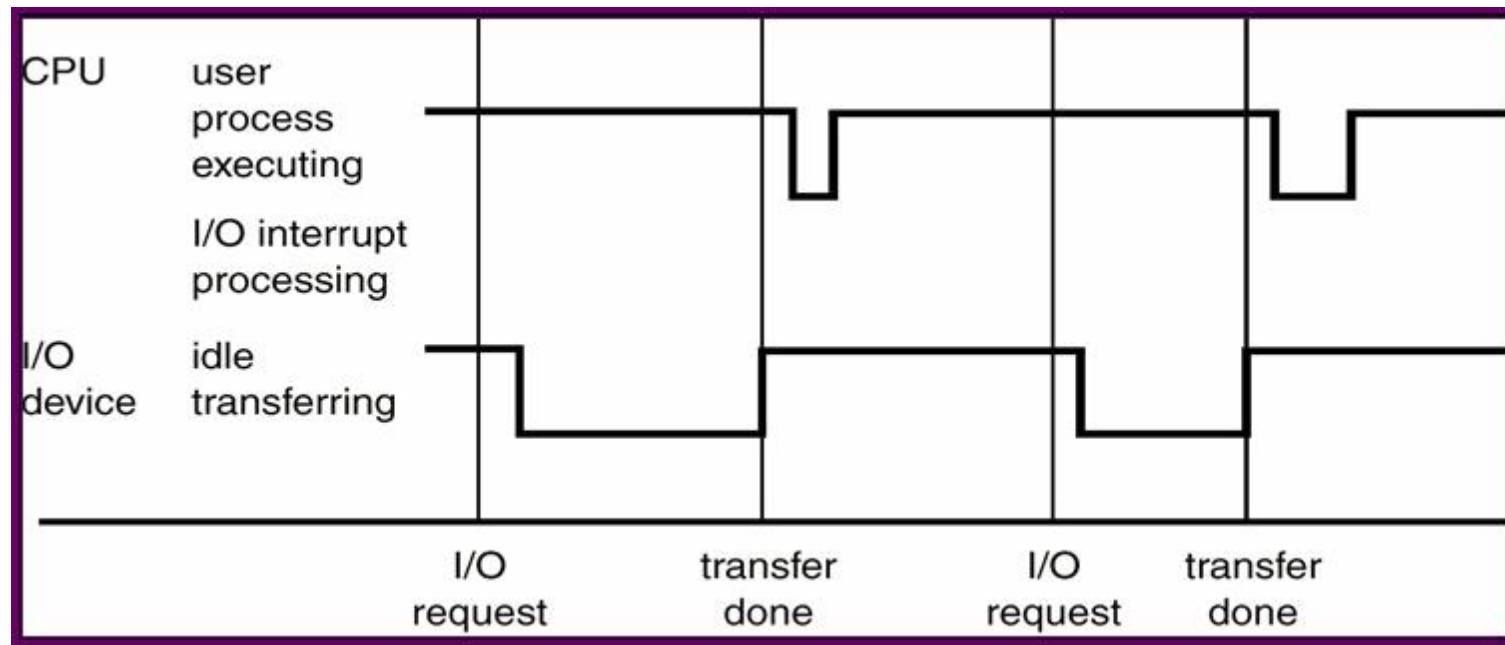 CPU user
process
executing
I/O interrupt
processing
I/O idle
device transferring
I/O transfer I/O transfer
request done request done